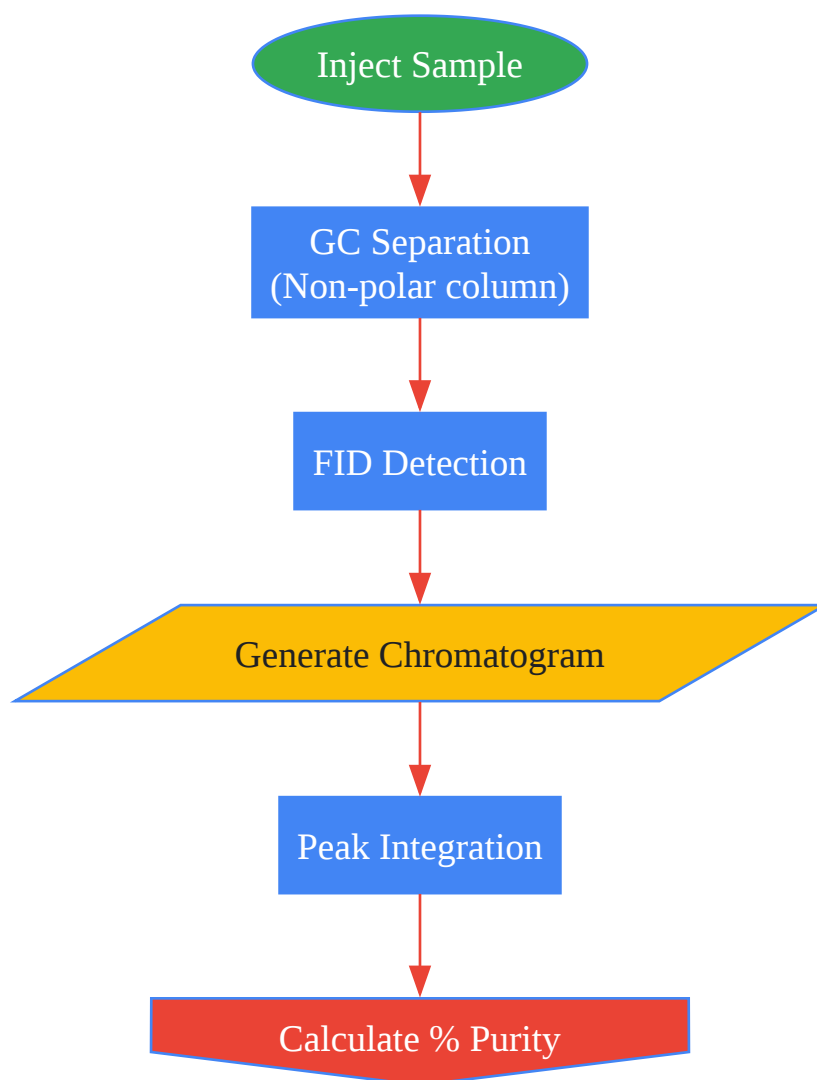 Inject Sample
GC Separation
(Non-polar column)
FID Detection
Generate Chromatogram
Peak Integration
Calculate % Purity